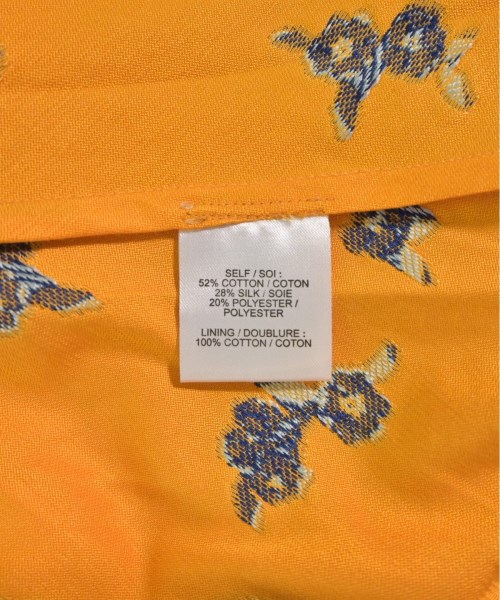 SELF / SOI :
52% COTTON / COTON
28% SILK / SOIE
20% POLYESTER /
POLYESTER
LINING / DOUBLURE :
100% COTTON / COTON